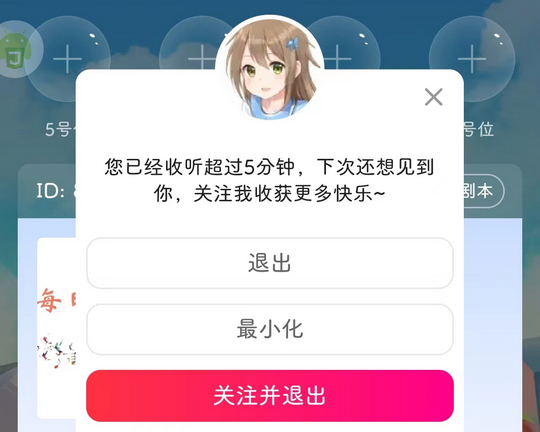 5号
号位
您已经收听超过5分钟，下次还想见到
你，关注我收获更多快乐~
ID:
剧本
退出
每日
最小化
关注并退出